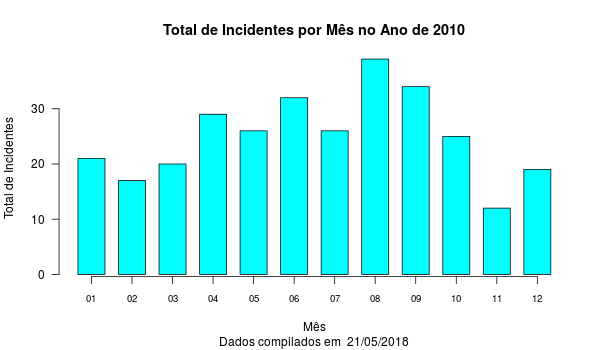 Total de Incidentes por Mês no Ano de 2010
Total de Incidentes
30
20
10
0
01 02 03 04 05 06 07 08 09 10 11 12
Mês
Dados compilados em  21/05/2018